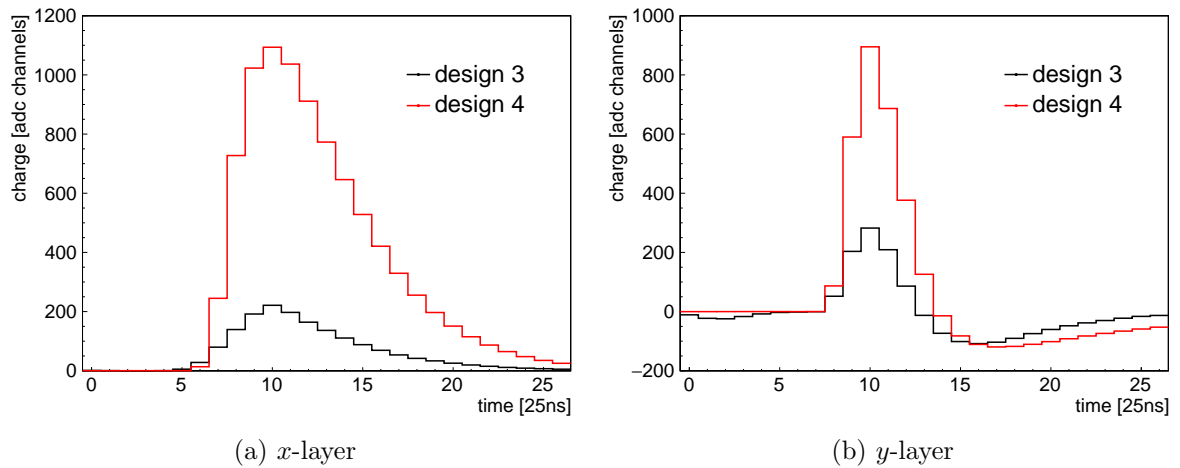 charge [adc channels]
1200
1000
800
600
400
200
0
design 3
design 4
0 5 10 15 20 25
time [25ns]
(a) x-layer
charge [adc channels]
1000
800
600
400
200
0
−200
design 3
design 4
0 5 10 15 20 25
time [25ns]
(b) y-layer